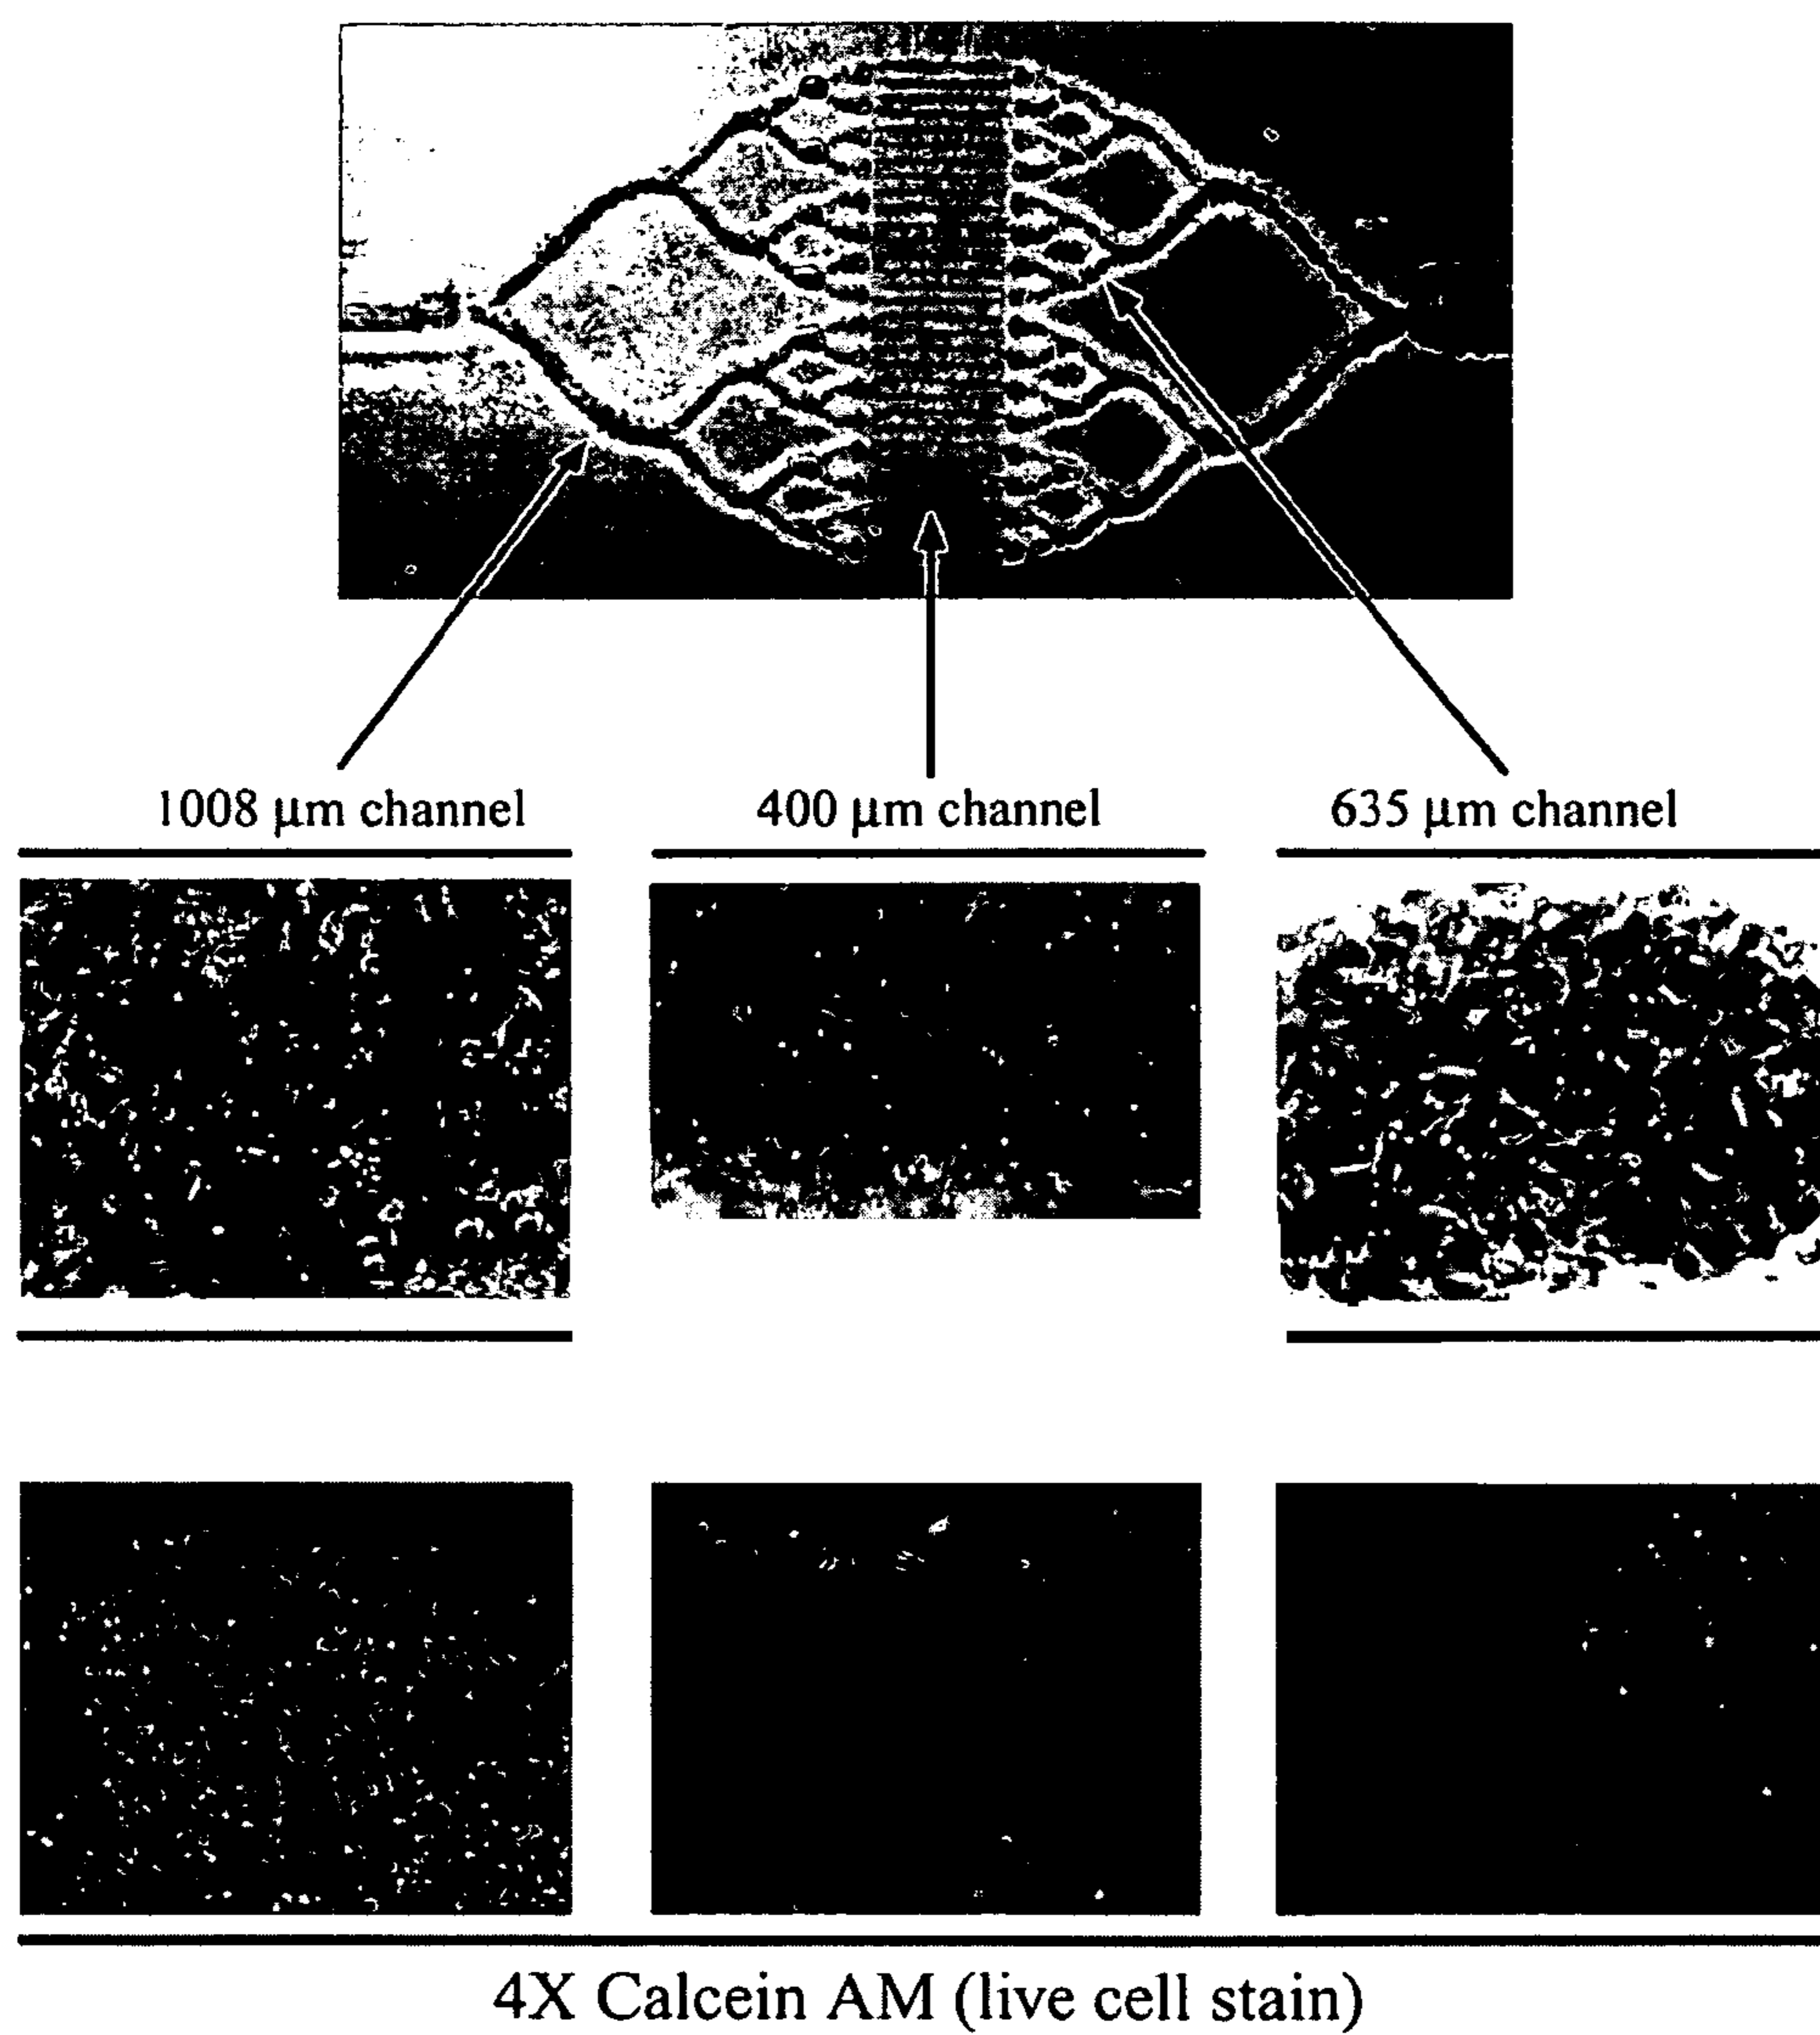 1008 μm channel
400 μm channel
635 μm channel
4X Calcein AM (live cell stain)